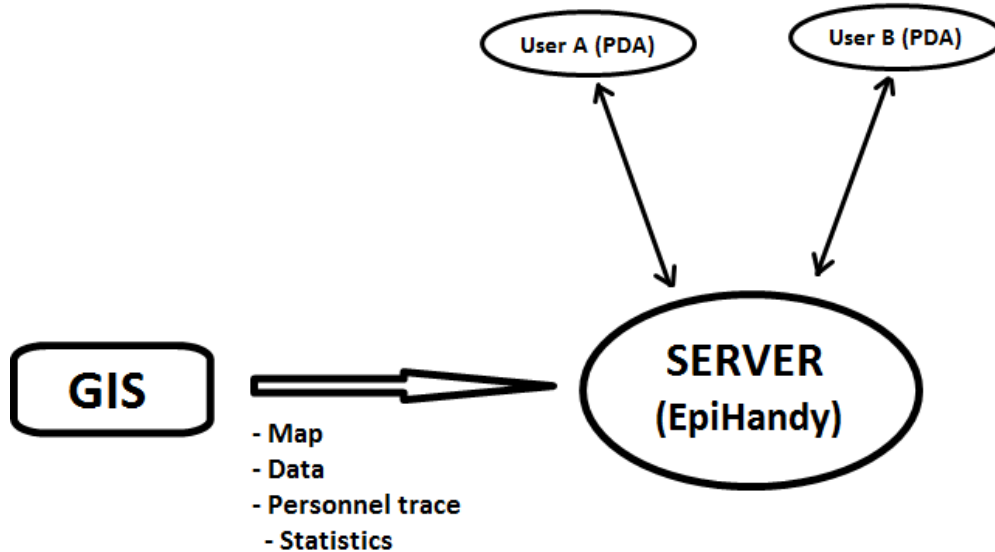 User A (PDA)
User B (PDA)
GIS
- Map
- Data
- Personnel trace
- Statistics
SERVER
(EpiHandy)